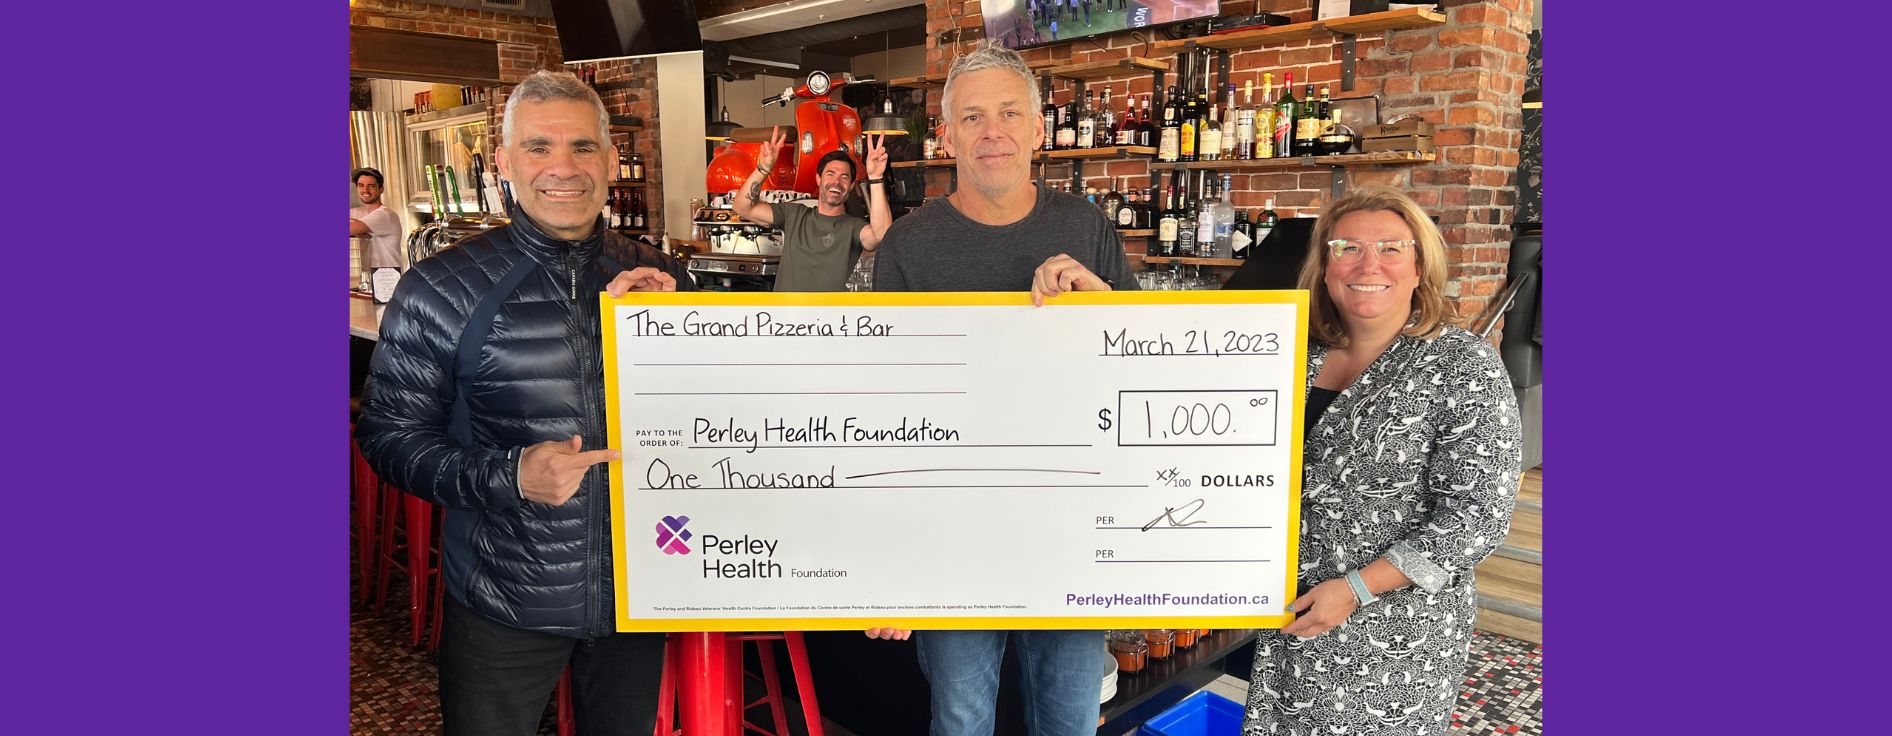 WOR
The Grand Pizzeria & Bar
March 21, 2023
PAY TO THE
ORDER OF: Perley Health Foundation
$ 1,000.00
One Thousand xx/100 DOLLARS
PER
PER
Perley
Health Foundation
PerleyHealthFoundation.ca
The Perley and Rideau Veterans' Health Centre Foundation / La Fondation du Centre de santé Perley et Rideau pour anciens combattants is operating as Perley Health Foundation.